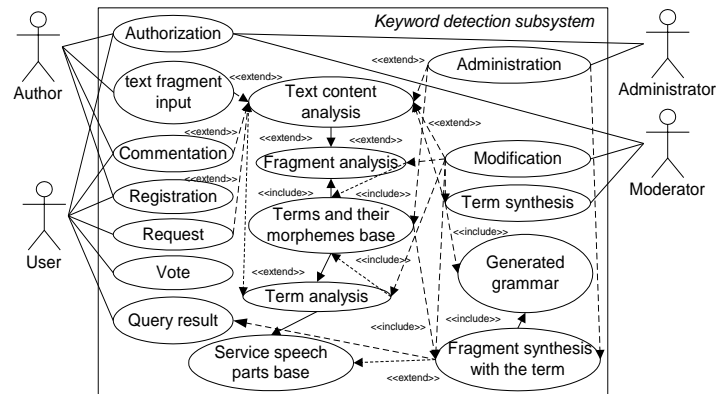 Keyword detection subsystem
Authorization
Author
text fragment
input
<<extend>>
Text content
analysis
<<extend>>
Administration
Administrator
<<extend>>
<<extend>>
<<extend>>
<<extend>>
Commentation
Fragment analysis
Modification
Moderator
<<extend>>
Registration
<<include>>
<<include>>
Term synthesis
User
Request
Terms and their
morphemes base
<<include>>
Vote
<<extend>>
<<include>>
Generated
grammar
Term analysis
Query result
<<include>>
<<include>>
Service speech
parts base
Fragment synthesis
with the term
<<extend>>